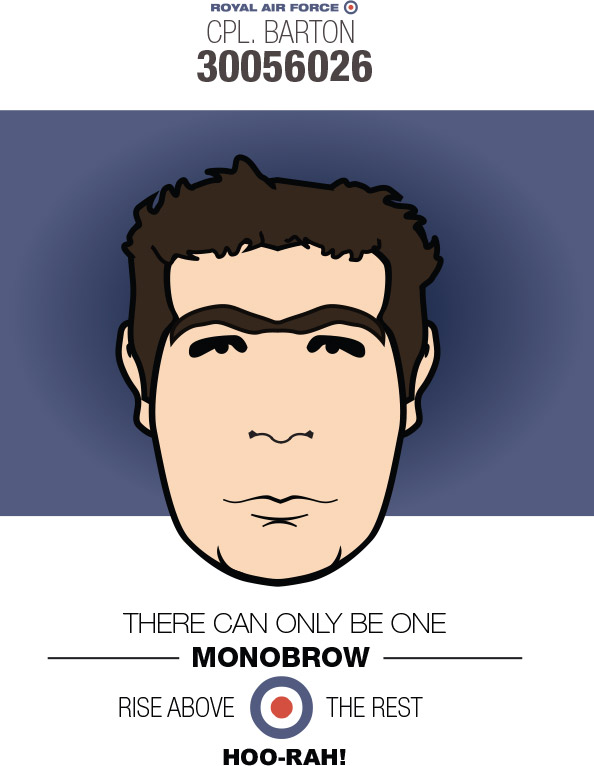 ROYAL AIR FORCE
CPL. BARTON
30056026
THERE CAN ONLY BE ONE
MONOBROW
RISE ABOVE THE REST
HOO-RAH!